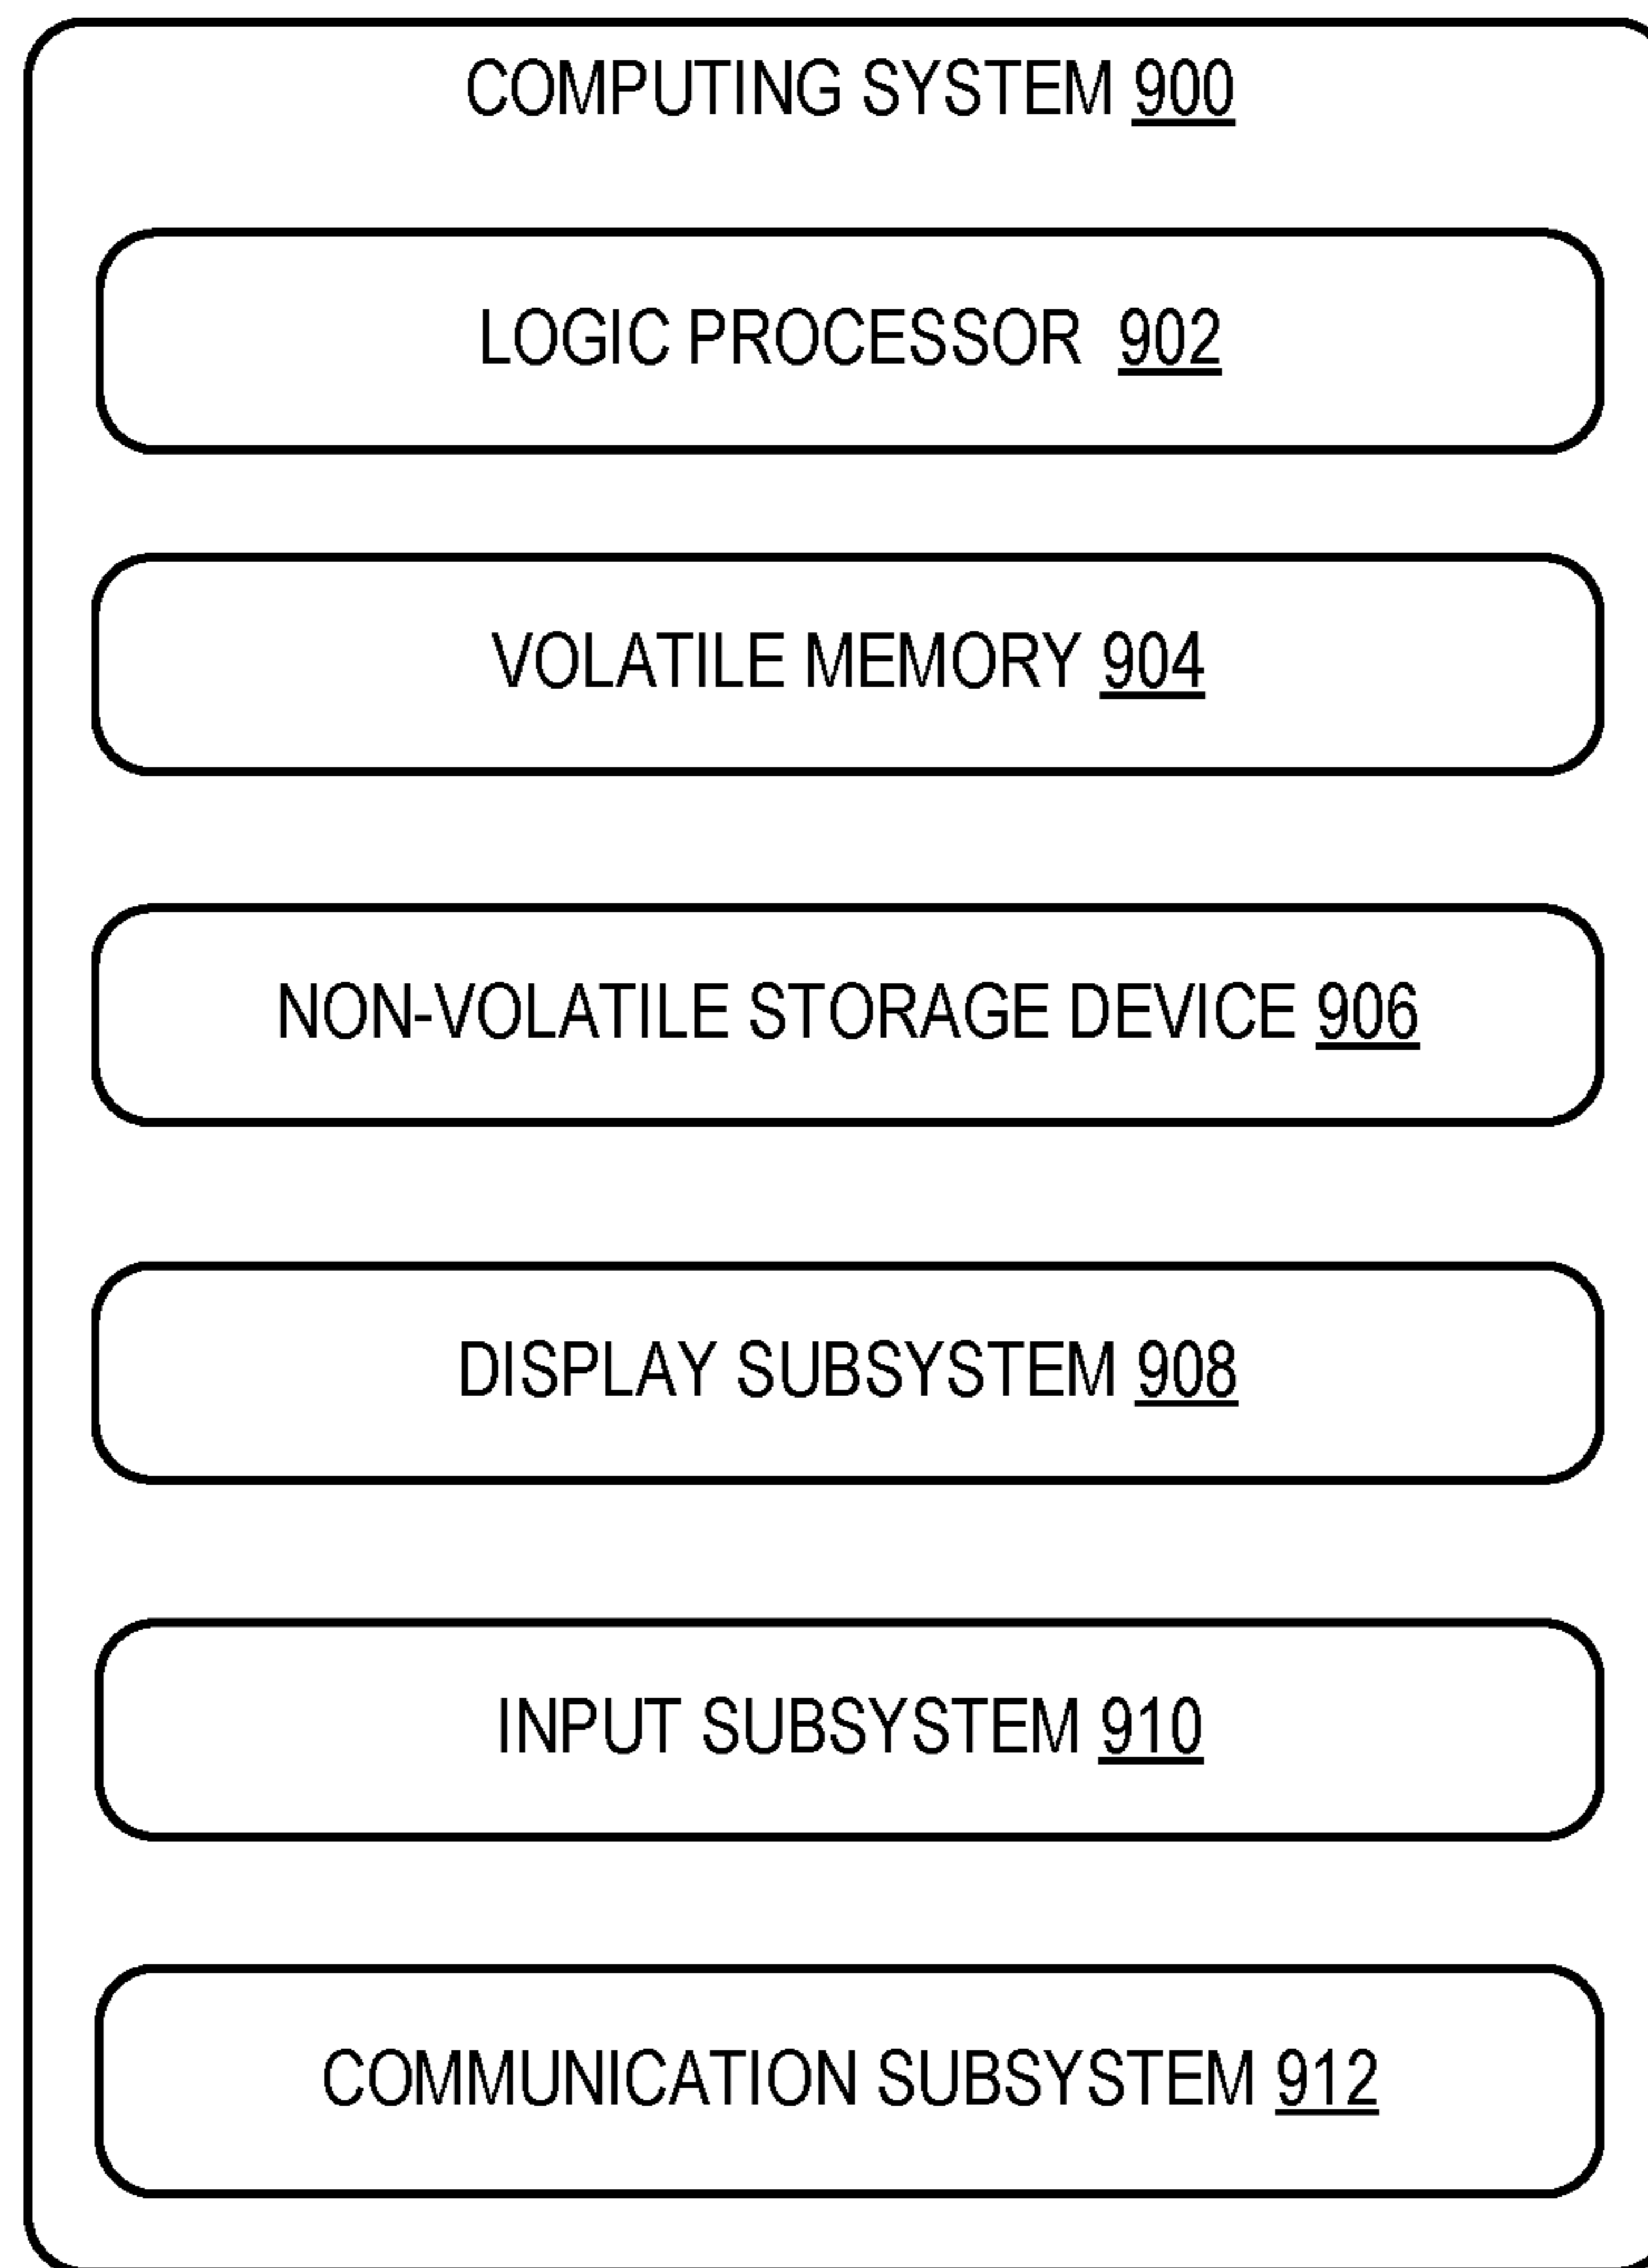 COMPUTING SYSTEM 900
LOGIC PROCESSOR 902
VOLATILE MEMORY 904
NON-VOLATILE STORAGE DEVICE 906
DISPLAY SUBSYSTEM 908
INPUT SUBSYSTEM 910
COMMUNICATION SUBSYSTEM 912